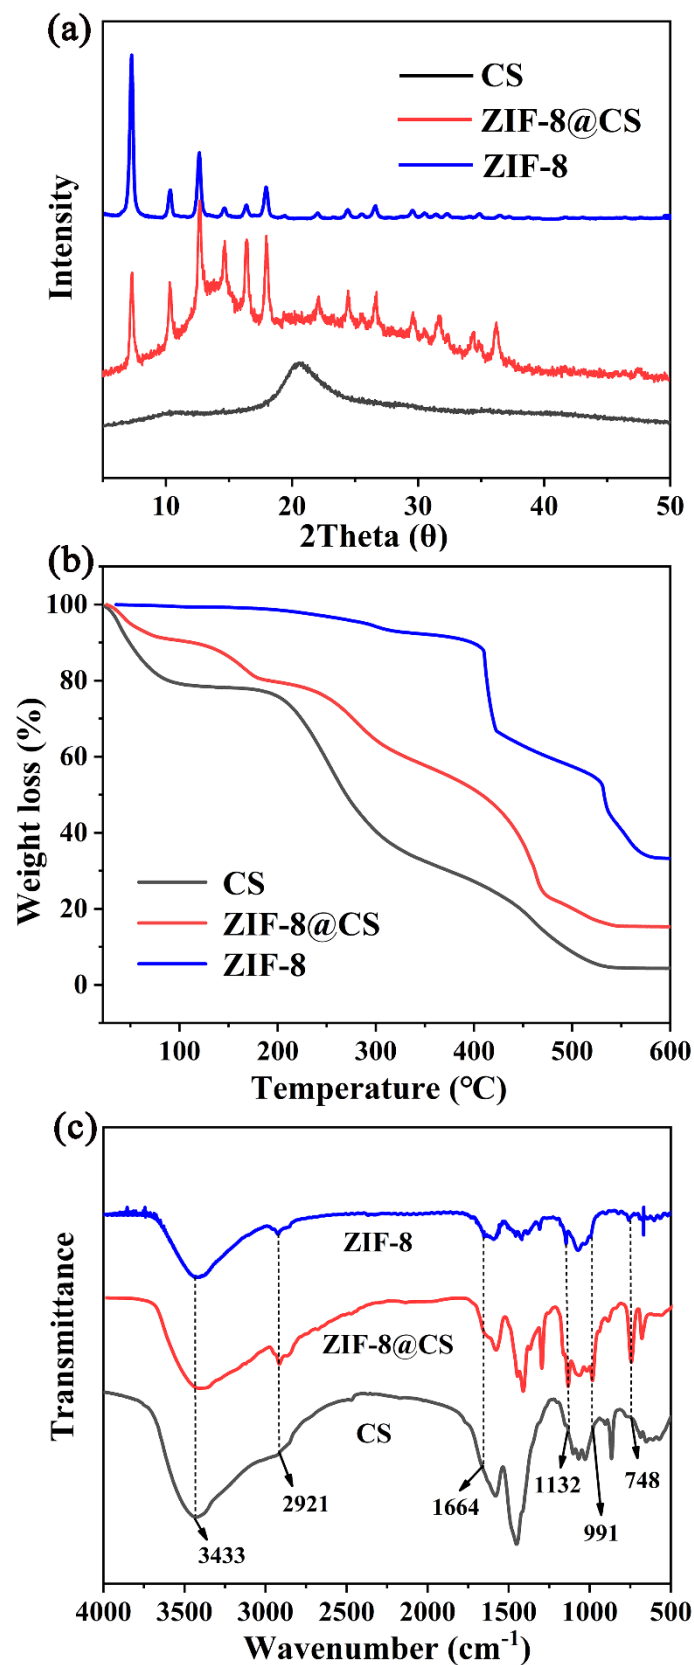 (a)
CS
ZIF-8@CS
ZIF-8
Intensity
10 20 30 40 50
2Theta (θ)
(b)
100
80
60
40
20
0
Weight loss (%)
CS
ZIF-8@CS
ZIF-8
100 200 300 400 500 600
Temperature (°C)
(c)
Transmittance
ZIF-8
ZIF-8@CS
CS
2921
1664
1132
748
991
3433
4000 3500 3000 2500 2000 1500 1000 500
Wavenumber (cm⁻¹)